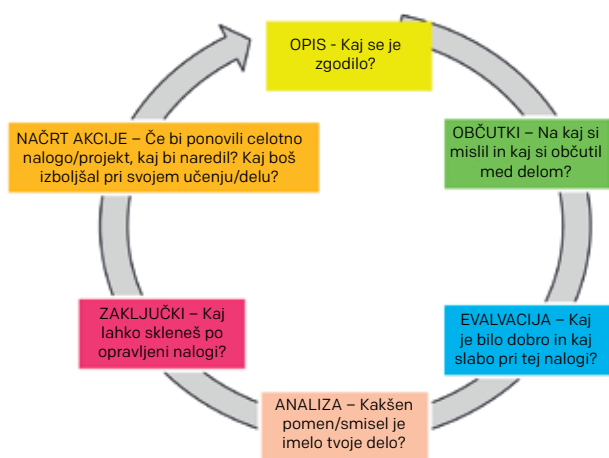 OPIS - Kaj se je
zgodilo?
OBČUTKI – Na kaj si
mislil in kaj si občutil
med delom?
EVALVACIJA – Kaj
je bilo dobro in kaj
slabo pri tej nalogi?
ANALIZA – Kakšen
pomen/smisel je
imelo tvoje delo?
ZAKLJUČKI – Kaj
lahko skleneš po
opravljeni nalogi?
NAČRT AKCIJE – Če bi ponovili celotno
nalogo/projekt, kaj bi naredil? Kaj boš
izboljšal pri svojem učenju/delu?